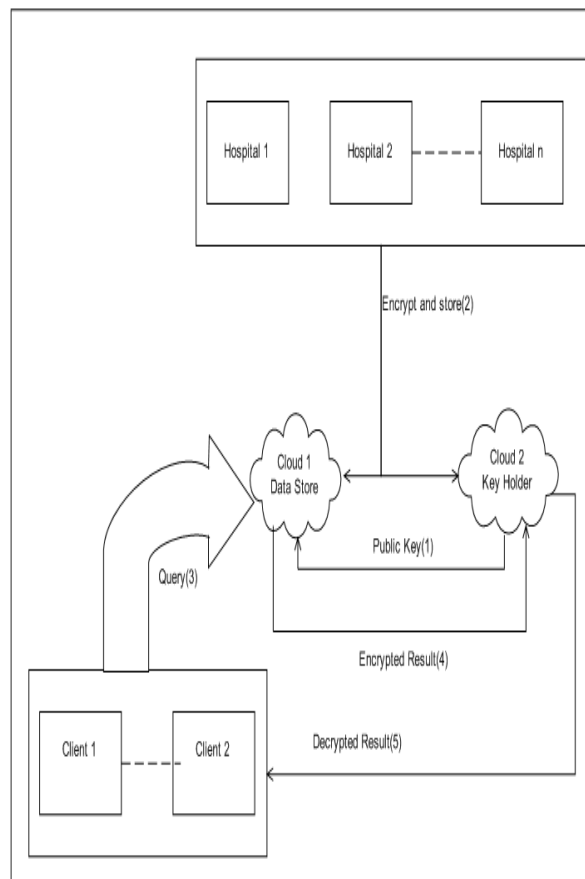 Hospital 1
Hospital 2
Hospital n
Encrypt and store(2)
Cloud 1
Data Store
Cloud 2
Key Holder
Public Key(1)
Query(3)
Encrypted Result(4)
Client 1
Client 2
Decrypted Result(5)